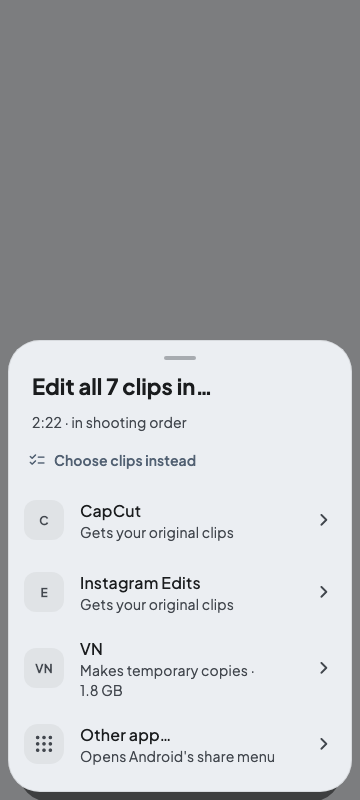 Edit all 7 clips in…
2:22 · in shooting order
Choose clips instead
C
CapCut
Gets your original clips
E
Instagram Edits
Gets your original clips
VN
VN
Makes temporary copies ·
1.8 GB
Other app…
Opens Android's share menu